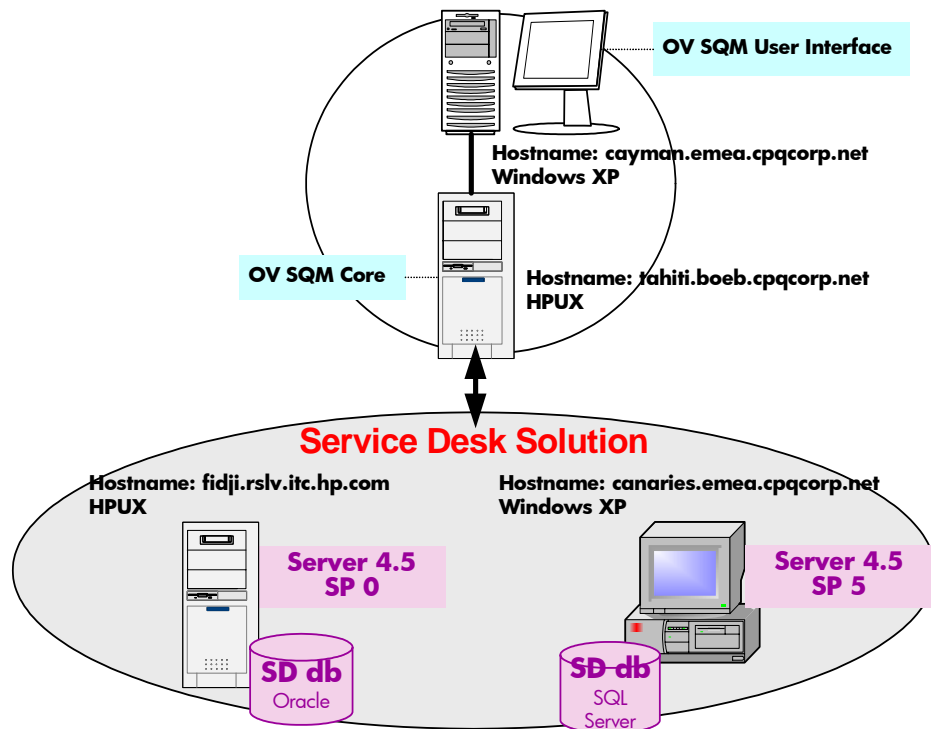 OV SQM User Interface
Hostname: cayman.emea.cpqcorp.net
Windows XP
OV SQM Core
Hostname: tahiti.boeb.cpqcorp.net
HPUX
Service Desk Solution
Hostname: fidji.rslv.itc.hp.com
HPUX
Hostname: canaries.emea.cpqcorp.net
Windows XP
Server 4.5
SP 0
Server 4.5
SP 5
SD db
Oracle
SD db
SQL
Server